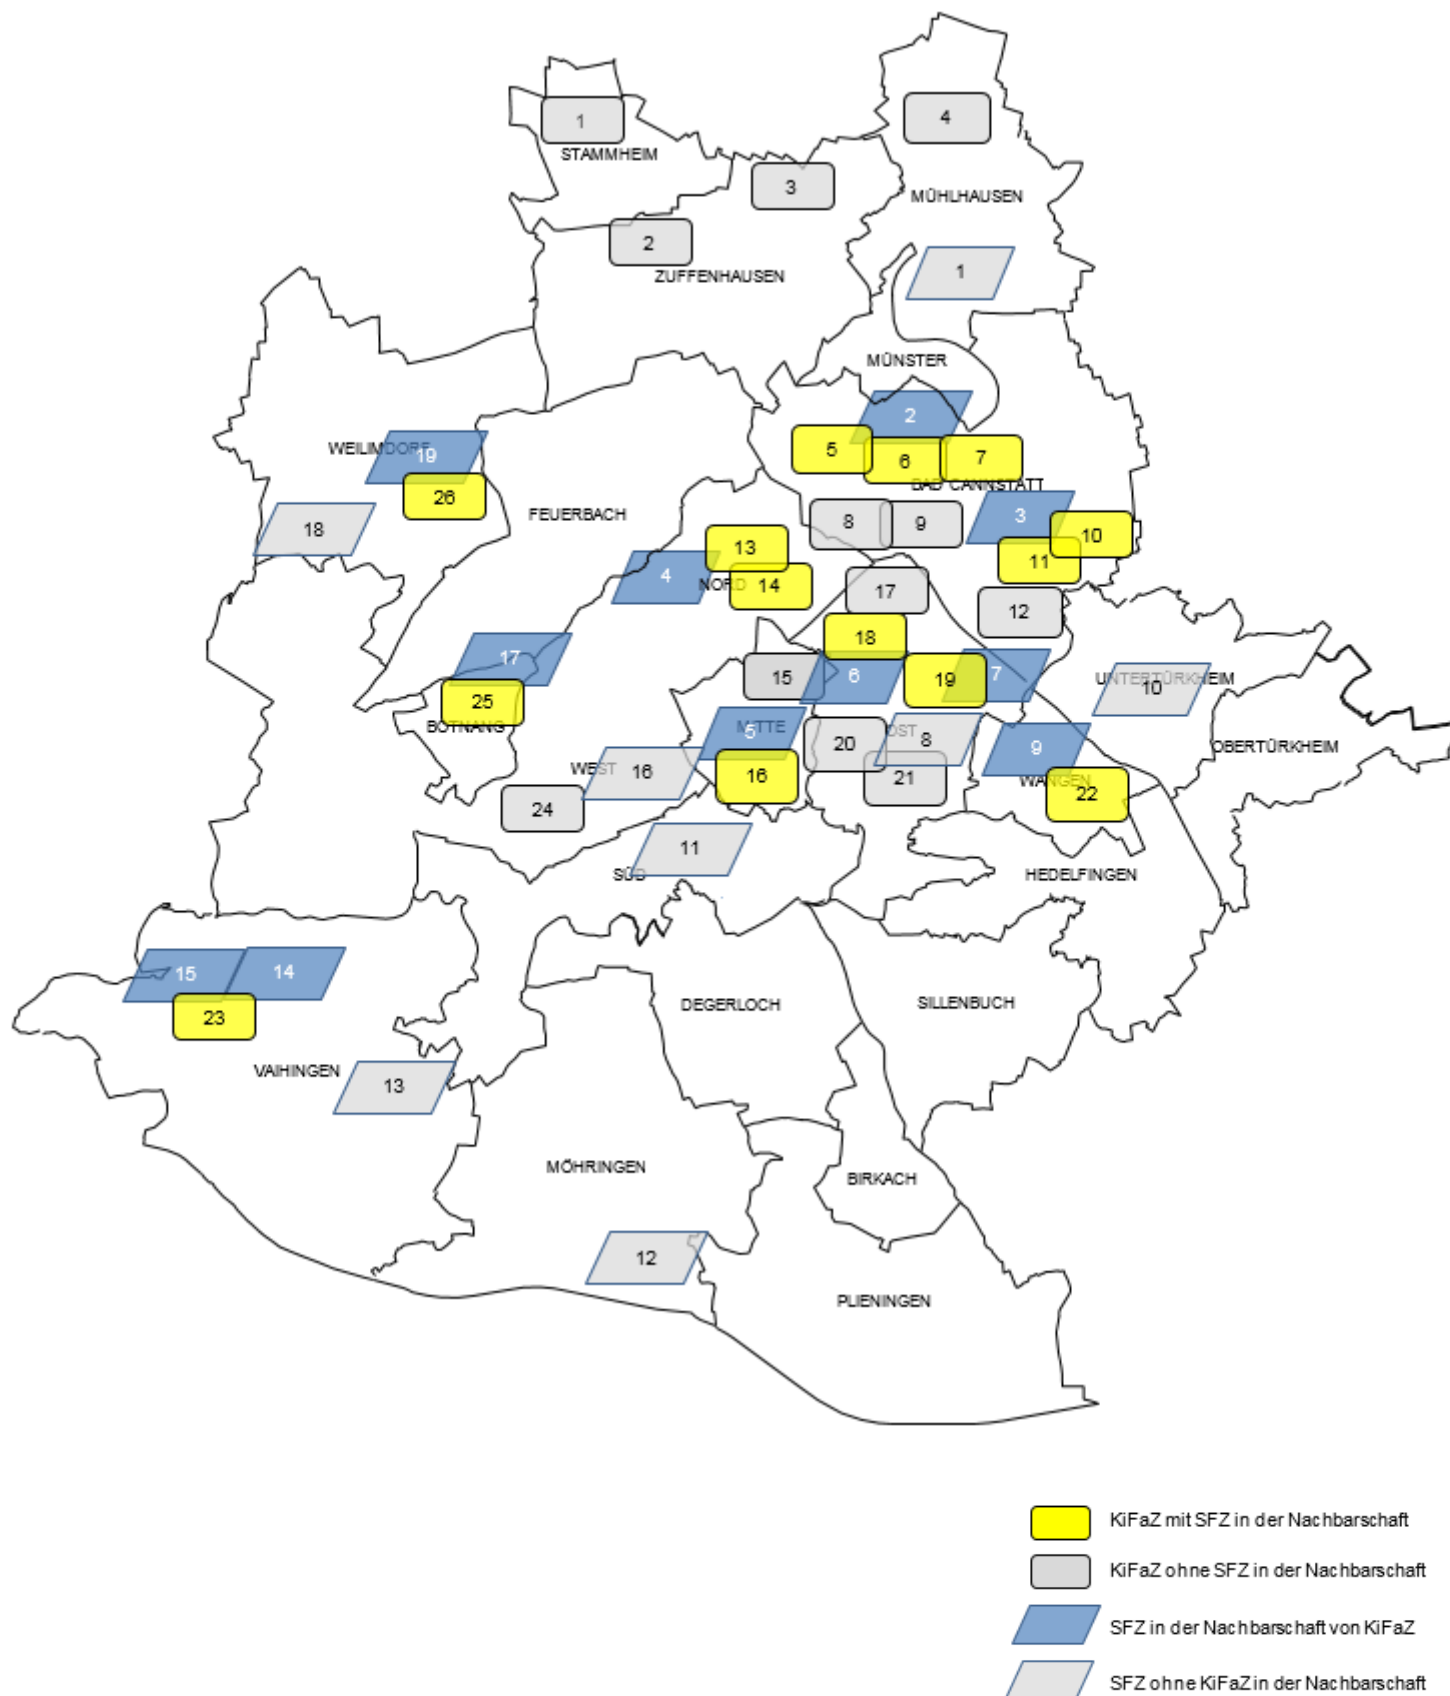 1
4
STAMMHEIM
3
MÜHLHAUSEN
2
ZUFFENHAUSEN
1
MÜNSTER
2
WEILIMDORF
19
5
6
7
BAD CANNSTATT
26
FEUERBACH
18
8
9
3
10
13
11
4
NORD
14
17
12
18
17
15
6
19
7
UNTERTÜRKHEIM
10
25
BOTNANG
MITTE
5
20
OST
8
9
OBERTÜRKHEIM
WEST
16
16
21
WANGEN
22
24
11
SÜD
HEDELFINGEN
15
14
23
DEGERLOCH
SILLENBUCH
VAIHINGEN
13
MÖHRINGEN
BIRKACH
12
PLIENINGEN
KiFaZ mit SFZ in der Nachbarschaft
KiFaZ ohne SFZ in der Nachbarschaft
SFZ in der Nachbarschaft von KiFaZ
SFZ ohne KiFaZ in der Nachbarschaft